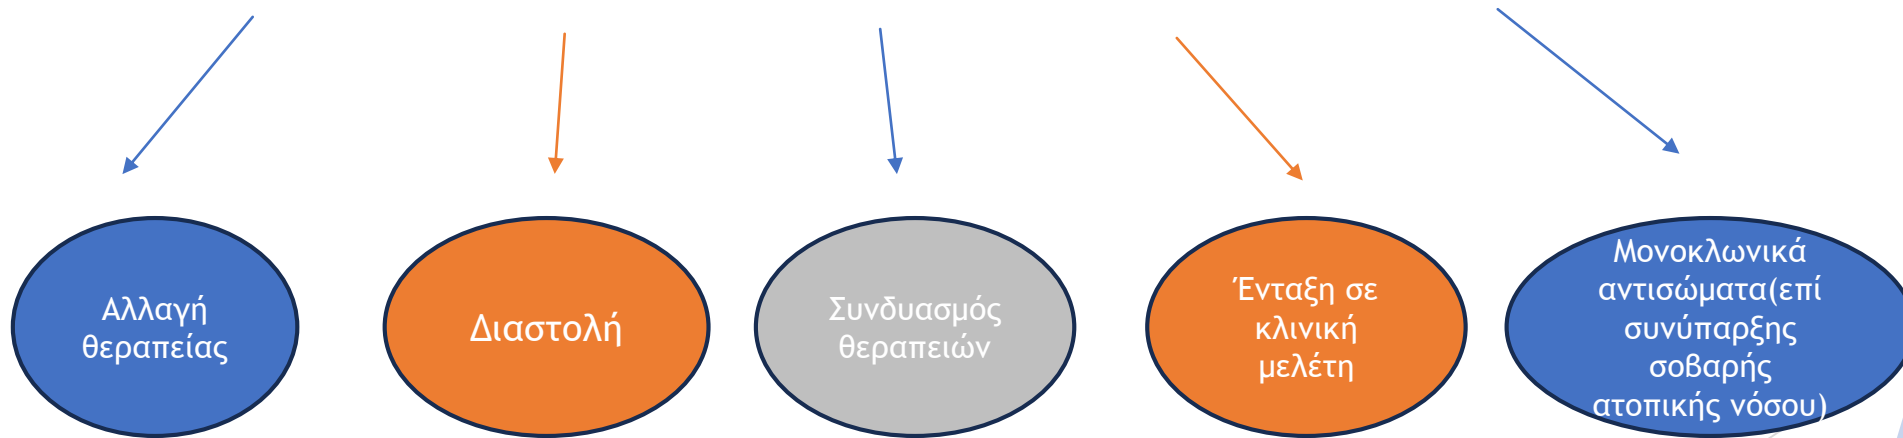 Αλλαγή
θεραπείας
Διαστολή
Συνδυασμός
θεραπειών
Ένταξη σε
κλινική
μελέτη
Μονοκλωνικά
αντισώματα(επί
συνύπαρξης
σοβαρής
ατοπικής νόσου)